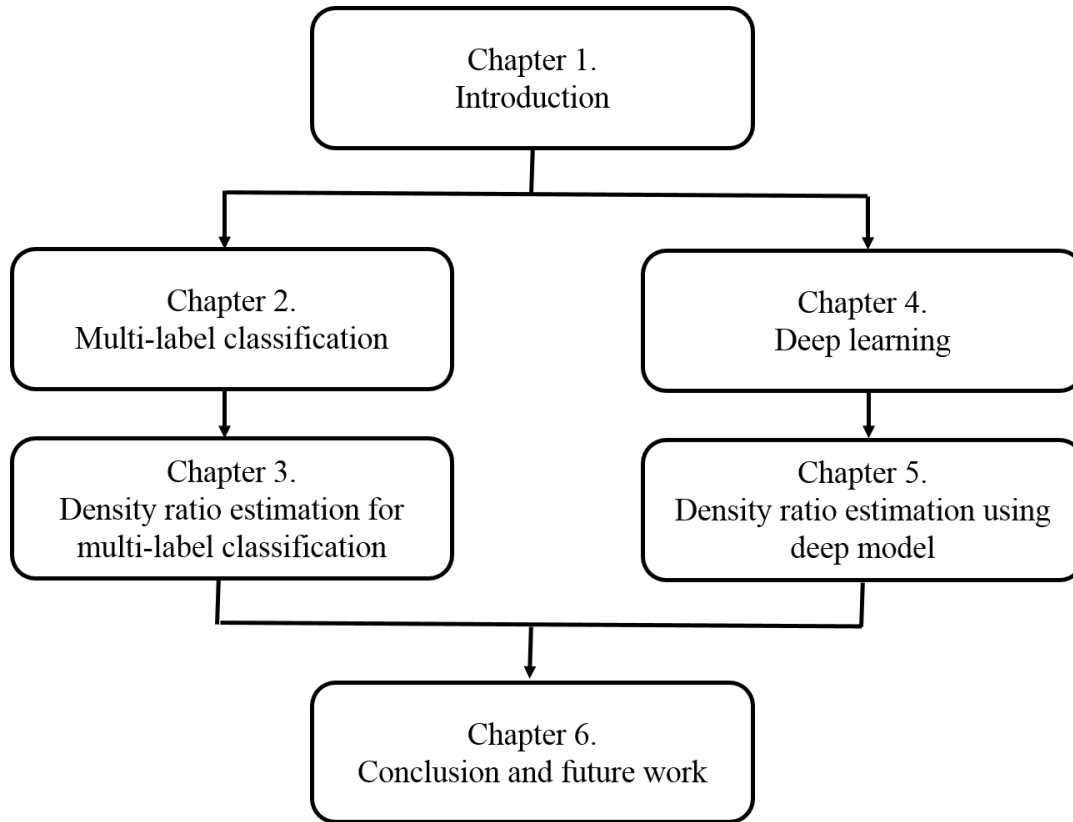 Chapter 1.
Introduction
Chapter 2.
Multi-label classification
Chapter 3.
Density ratio estimation for
multi-label classification
Chapter 4.
Deep learning
Chapter 5.
Density ratio estimation using
deep model
Chapter 6.
Conclusion and future work